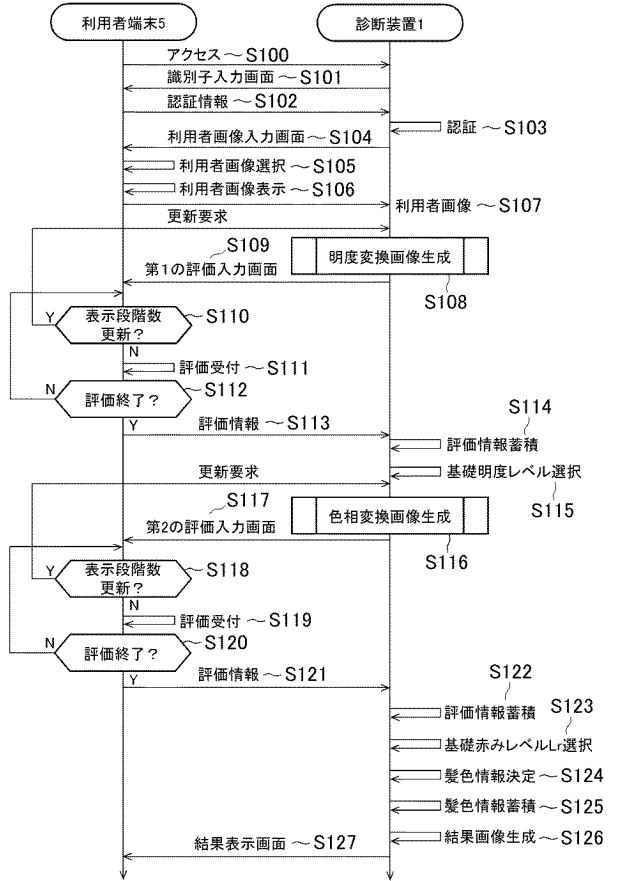 利用者端末5
診断装置1
アクセス～S100
識別子入力画面～S101
認証情報～S102
認証～S103
利用者画像入力画面～S104
利用者画像選択～S105
利用者画像表示～S106
利用者画像～S107
更新要求
S109
第1の評価入力画面
明度変換画像生成
S108
Y
表示段階数
更新？
S110
N
評価受付～S111
N
評価終了？
S112
Y
評価情報～S113
S114
評価情報蓄積
更新要求
基礎明度レベル選択
S115
S117
第2の評価入力画面
色相変換画像生成
S116
Y
表示段階数
更新？
S118
N
評価受付～S119
N
評価終了？
S120
Y
評価情報～S121
S122
評価情報蓄積
S123
基礎赤みレベルLr選択
髪色情報決定～S124
髪色情報蓄積～S125
結果画像生成～S126
結果表示画面～S127